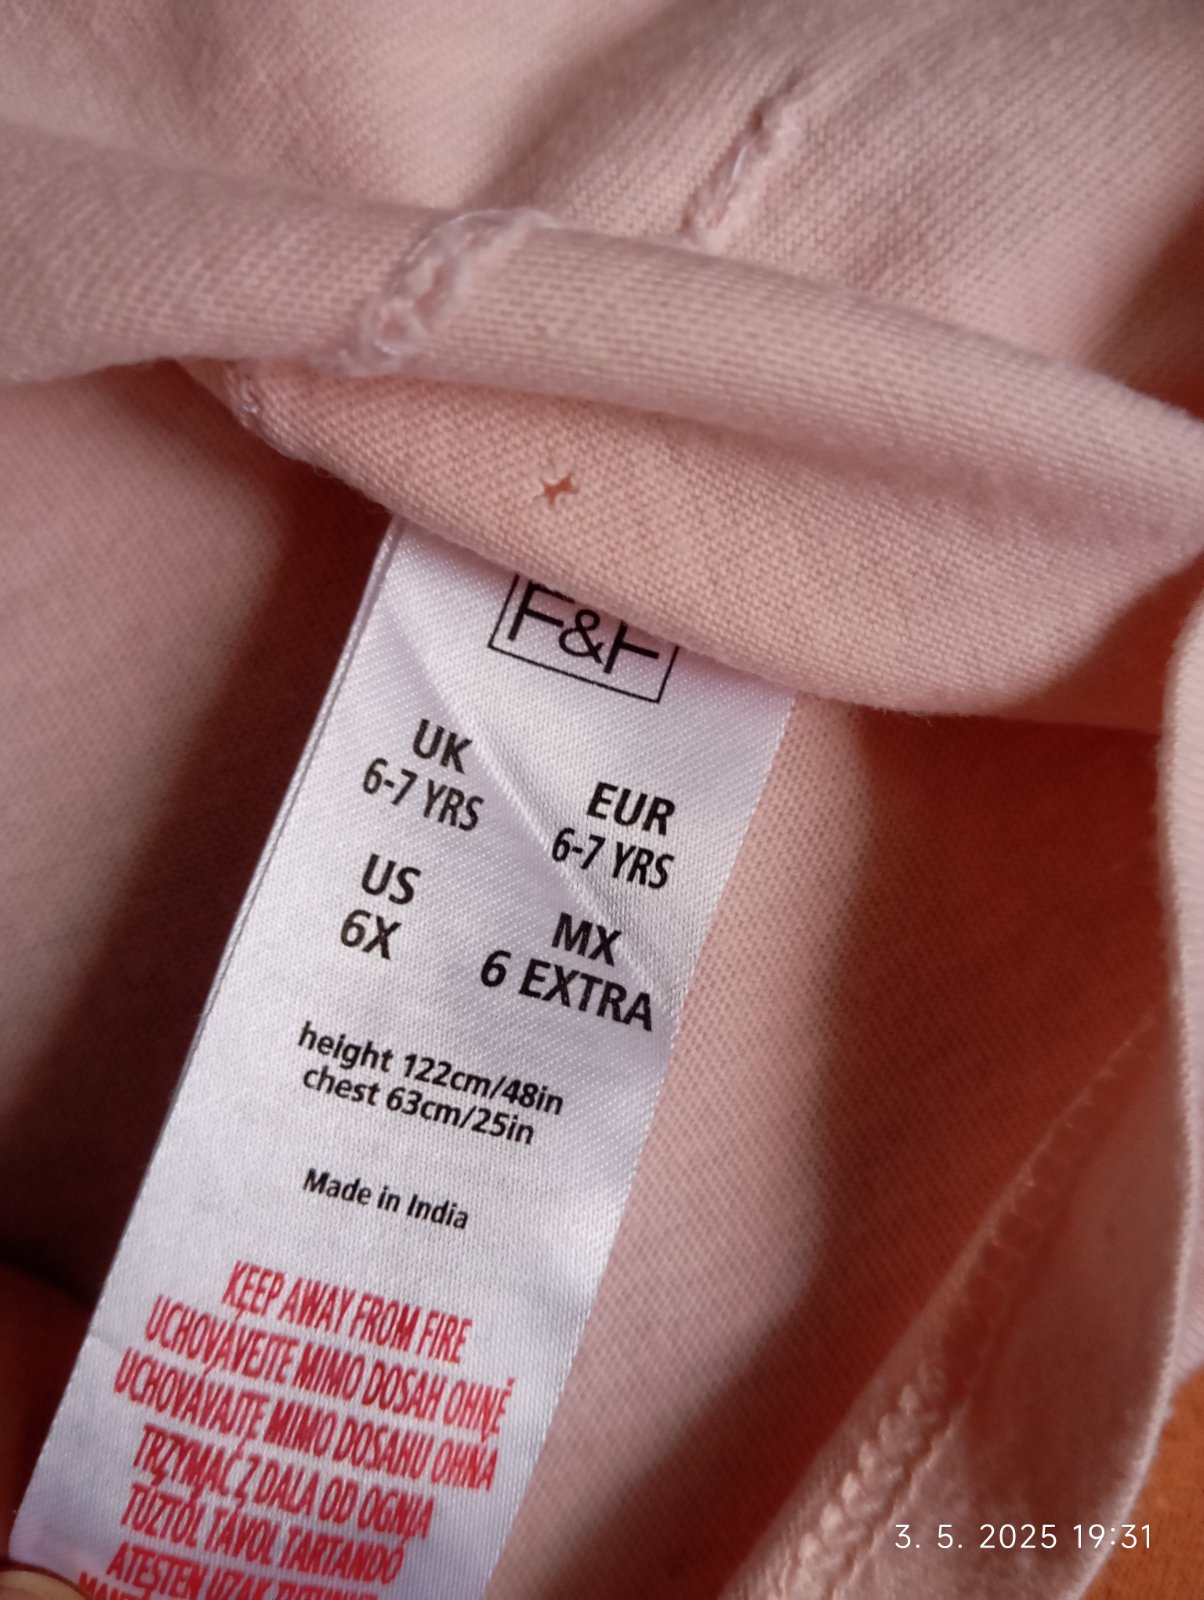 F&F
UK
6-7 YRS
EUR
6-7 YRS
US
6X
MX
6 EXTRA
height 122cm/48in
chest 63cm/25in
Made in India
KEEP AWAY FROM FIRE
UCHOVÁVEJTE MIMO DOSAH OHNĚ
UCHOVÁVAJTE MIMO DOSAHU OHŇA
TRZYMAĆ Z DALA OD OGNIA
TŰZTŐL TÁVOL TARTANDÓ
ATEŞTEN UZAK
3. 5. 2025 19:31